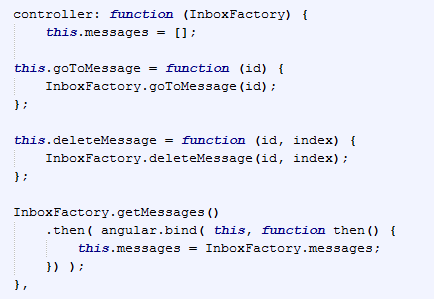 controller: function (InboxFactory) {
    this.messages = [];

this.goToMessage = function (id) {
    InboxFactory.goToMessage(id);
};

this.deleteMessage = function (id, index) {
    InboxFactory.deleteMessage(id, index);
};

InboxFactory.getMessages()
    .then( angular.bind( this, function then() {
        this.messages = InboxFactory.messages;
    }) );
},